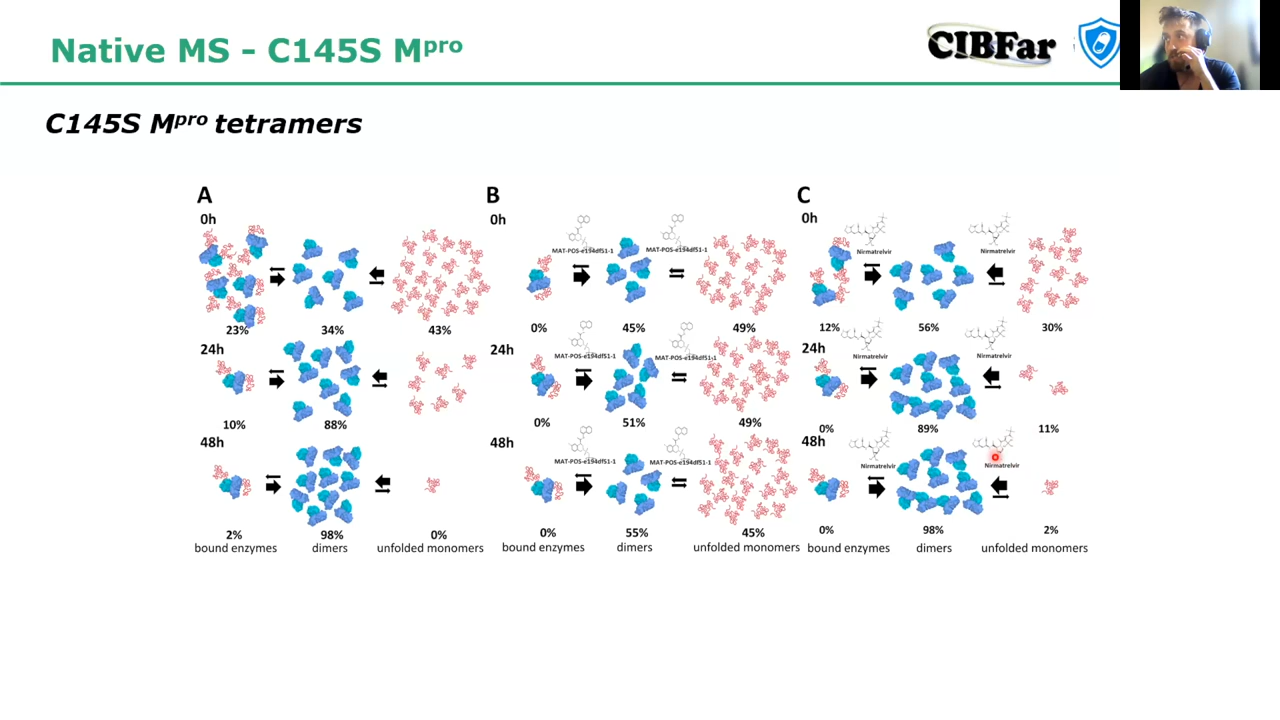 Native MS - C145S Mpro
CIBFar
C145S Mpro tetramers
A
0h
23% 34% 43%
24h
10% 88%
48h
2% 98% 0%
bound enzymes dimers unfolded monomers
B
0h
MAT-POS-e194df51-1 MAT-POS-e194df51-1
0% 45% 49%
24h
MAT-POS-e194df51-1 MAT-POS-e194df51-1
0% 51% 49%
48h
MAT-POS-e194df51-1 MAT-POS-e194df51-1
0% 55% 45%
bound enzymes dimers unfolded monomers
C
0h
Nirmatrelvir Nirmatrelvir
12% 56% 30%
24h
Nirmatrelvir Nirmatrelvir
0% 89% 11%
48h
Nirmatrelvir Nirmatrelvir
0% 98% 2%
bound enzymes dimers unfolded monomers